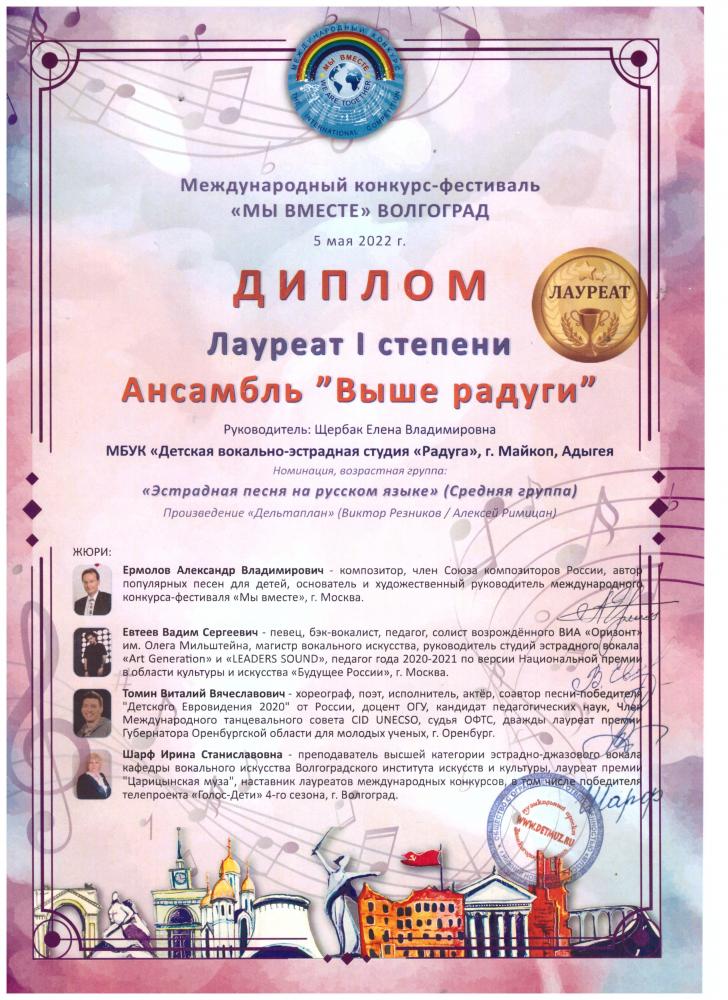 МЕЖДУНАРОДНЫЙ КОНКУРС
МЫ ВМЕСТЕ
WE ARE TOGETHER
THE INTERNATIONAL COMPETITION
Международный конкурс-фестиваль
«МЫ ВМЕСТЕ» ВОЛГОГРАД
5 мая 2022 г.
ДИПЛОМ
ЛАУРЕАТ
Лауреат I степени
Ансамбль "Выше радуги"
Руководитель: Щербак Елена Владимировна
МБУК «Детская вокально-эстрадная студия «Радуга», г. Майкоп, Адыгея
Номинация, возрастная группа:
«Эстрадная песня на русском языке» (Средняя группа)
Произведение «Дельтаплан» (Виктор Резников / Алексей Римицан)
ЖЮРИ:
Ермолов Александр Владимирович - композитор, член Союза композиторов России, автор
популярных песен для детей, основатель и художественный руководитель международного
конкурса-фестиваля «Мы вместе», г. Москва.
Евтеев Вадим Сергеевич - певец, бэк-вокалист, педагог, солист возрождённого ВИА «Оризонт»
им. Олега Мильштейна, магистр вокального искусства, руководитель студий эстрадного вокала
«Art Generation» и «LEADERS SOUND», педагог года 2020-2021 по версии Национальной премии
в области культуры и искусства «Будущее России», г. Москва.
Томин Виталий Вячеславович - хореограф, поэт, исполнитель, актёр, соавтор песни-победителя
"Детского Евровидения 2020" от России, доцент ОГУ, кандидат педагогических наук, Член
Международного танцевального совета CID UNECSO, судья ОФТС, дважды лауреат премии
Губернатора Оренбургской области для молодых ученых, г. Оренбург.
Шарф Ирина Станиславовна - преподаватель высшей категории эстрадно-джазового вокала
кафедры вокального искусства Волгоградского института искусств и культуры, лауреат премии
"Царицынская муза", наставник лауреатов международных конкурсов, в том числе победителя
телепроекта «Голос-Дети» 4-го сезона, г. Волгоград.
Шарф
WWW.DETMUZ.RU